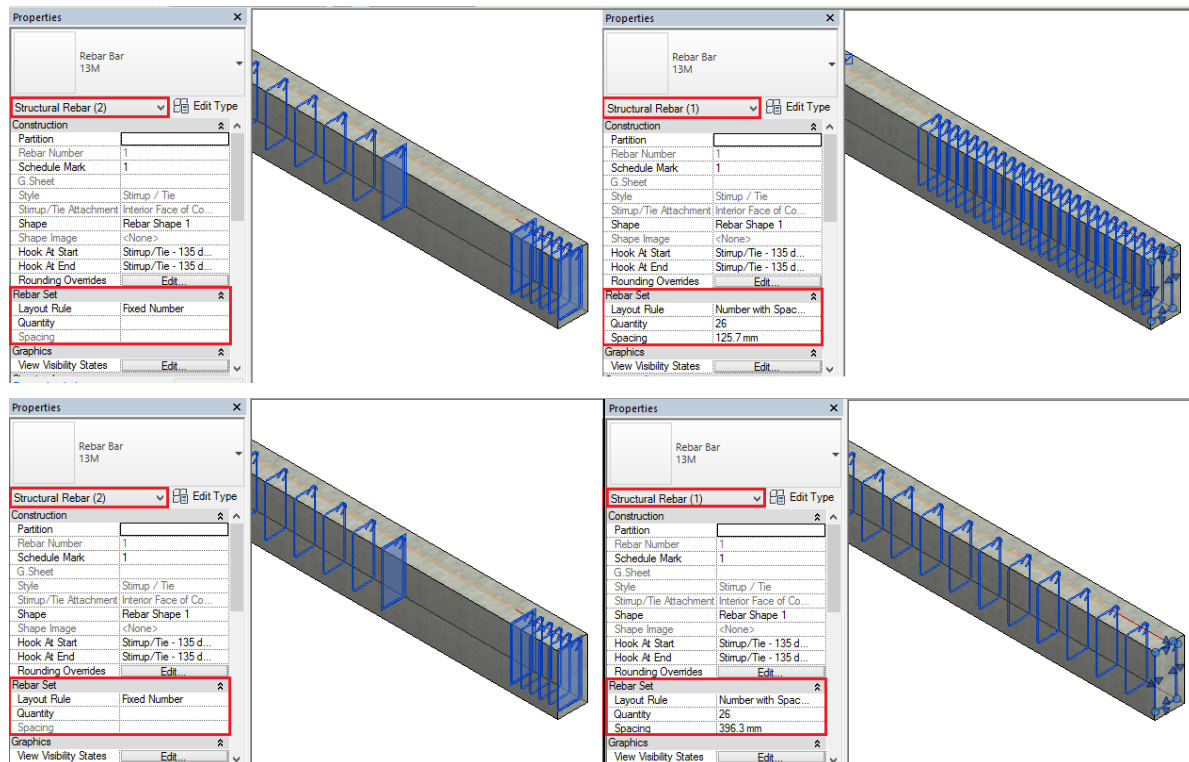 Properties
Rebar Bar
13M
Structural Rebar (2) Edit Type
Construction
Partition
Rebar Number 1
Schedule Mark 1
G.Sheet
Style Stirrup / Tie
Stirrup/Tie Attachment Interior Face of Co...
Shape Rebar Shape 1
Shape Image <None>
Hook At Start Stirrup/Tie - 135 d...
Hook At End Stirrup/Tie - 135 d...
Rounding Overrides Edit...
Rebar Set
Layout Rule Fixed Number
Quantity
Spacing
Graphics
View Visibility States Edit...
Properties
Rebar Bar
13M
Structural Rebar (1) Edit Type
Construction
Partition
Rebar Number 1
Schedule Mark 1
G.Sheet
Style Stirrup / Tie
Stirrup/Tie Attachment Interior Face of Co...
Shape Rebar Shape 1
Shape Image <None>
Hook At Start Stirrup/Tie - 135 d...
Hook At End Stirrup/Tie - 135 d...
Rounding Overrides Edit...
Rebar Set
Layout Rule Number with Spac...
Quantity 26
Spacing 125.7 mm
Graphics
View Visibility States Edit...
Properties
Rebar Bar
13M
Structural Rebar (2) Edit Type
Construction
Partition
Rebar Number 1
Schedule Mark 1
G.Sheet
Style Stirrup / Tie
Stirrup/Tie Attachment Interior Face of Co...
Shape Rebar Shape 1
Shape Image <None>
Hook At Start Stirrup/Tie - 135 d...
Hook At End Stirrup/Tie - 135 d...
Rounding Overrides Edit...
Rebar Set
Layout Rule Fixed Number
Quantity
Spacing
Graphics
View Visibility States Edit...
Properties
Rebar Bar
13M
Structural Rebar (1) Edit Type
Construction
Partition
Rebar Number 1
Schedule Mark 1
G.Sheet
Style Stirrup / Tie
Stirrup/Tie Attachment Interior Face of Co...
Shape Rebar Shape 1
Shape Image <None>
Hook At Start Stirrup/Tie - 135 d...
Hook At End Stirrup/Tie - 135 d...
Rounding Overrides Edit...
Rebar Set
Layout Rule Number with Spac...
Quantity 26
Spacing 396.3 mm
Graphics
View Visibility States Edit...